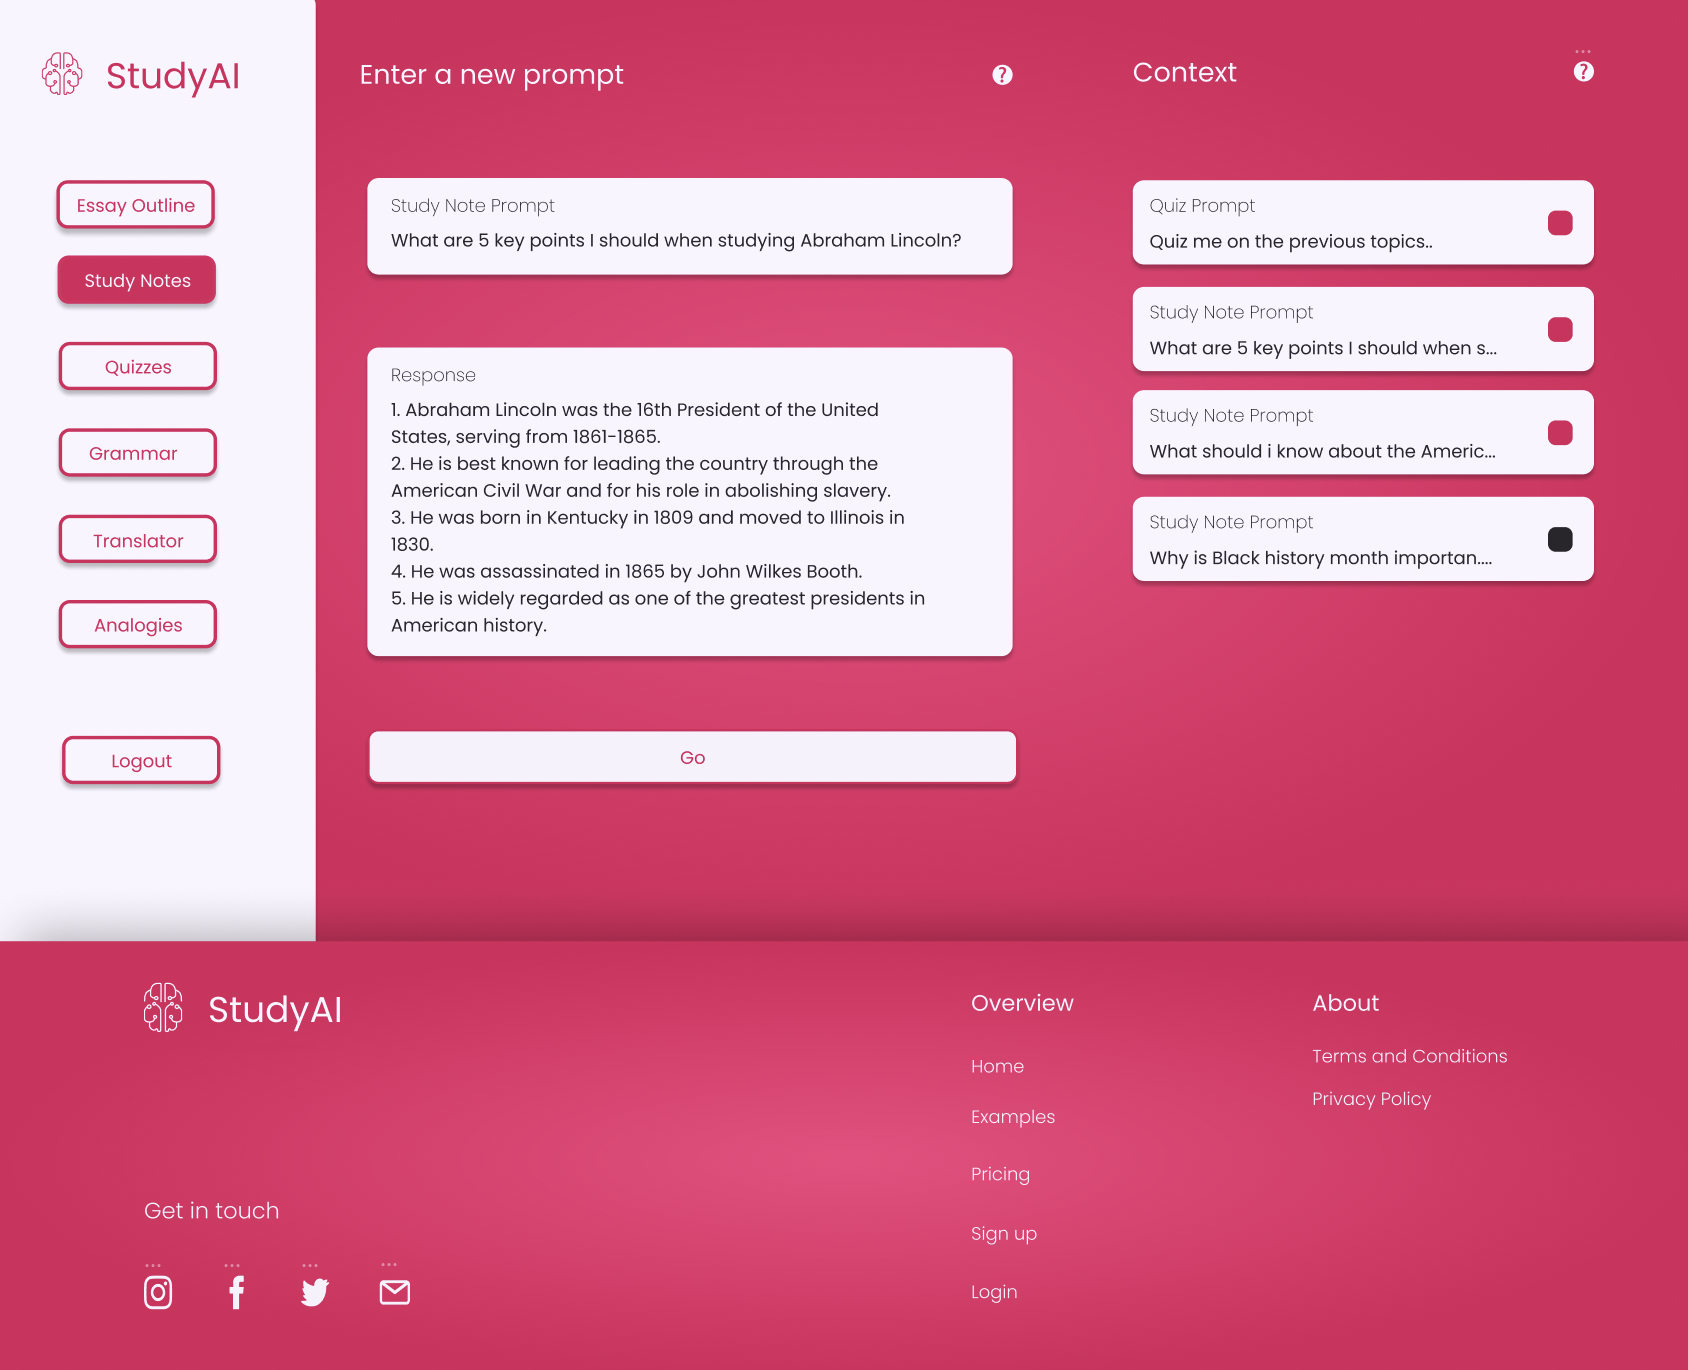 StudyAI
Essay Outline
Study Notes
Quizzes
Grammar
Translator
Analogies
Logout
Enter a new prompt
?
Study Note Prompt
What are 5 key points I should when studying Abraham Lincoln?
Response
1. Abraham Lincoln was the 16th President of the United
States, serving from 1861-1865.
2. He is best known for leading the country through the
American Civil War and for his role in abolishing slavery.
3. He was born in Kentucky in 1809 and moved to Illinois in
1830.
4. He was assassinated in 1865 by John Wilkes Booth.
5. He is widely regarded as one of the greatest presidents in
American history.
Go
Context
?
Quiz Prompt
Quiz me on the previous topics..
Study Note Prompt
What are 5 key points I should when s...
Study Note Prompt
What should i know about the Americ...
Study Note Prompt
Why is Black history month importan....
StudyAI
Get in touch
Overview
Home
Examples
Pricing
Sign up
Login
About
Terms and Conditions
Privacy Policy